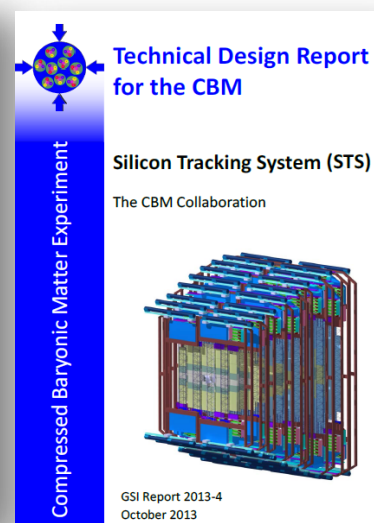 Technical Design Report
for the CBM
Silicon Tracking System (STS)
The CBM Collaboration
Compressed Baryonic Matter Experiment
GSI Report 2013-4
October 2013